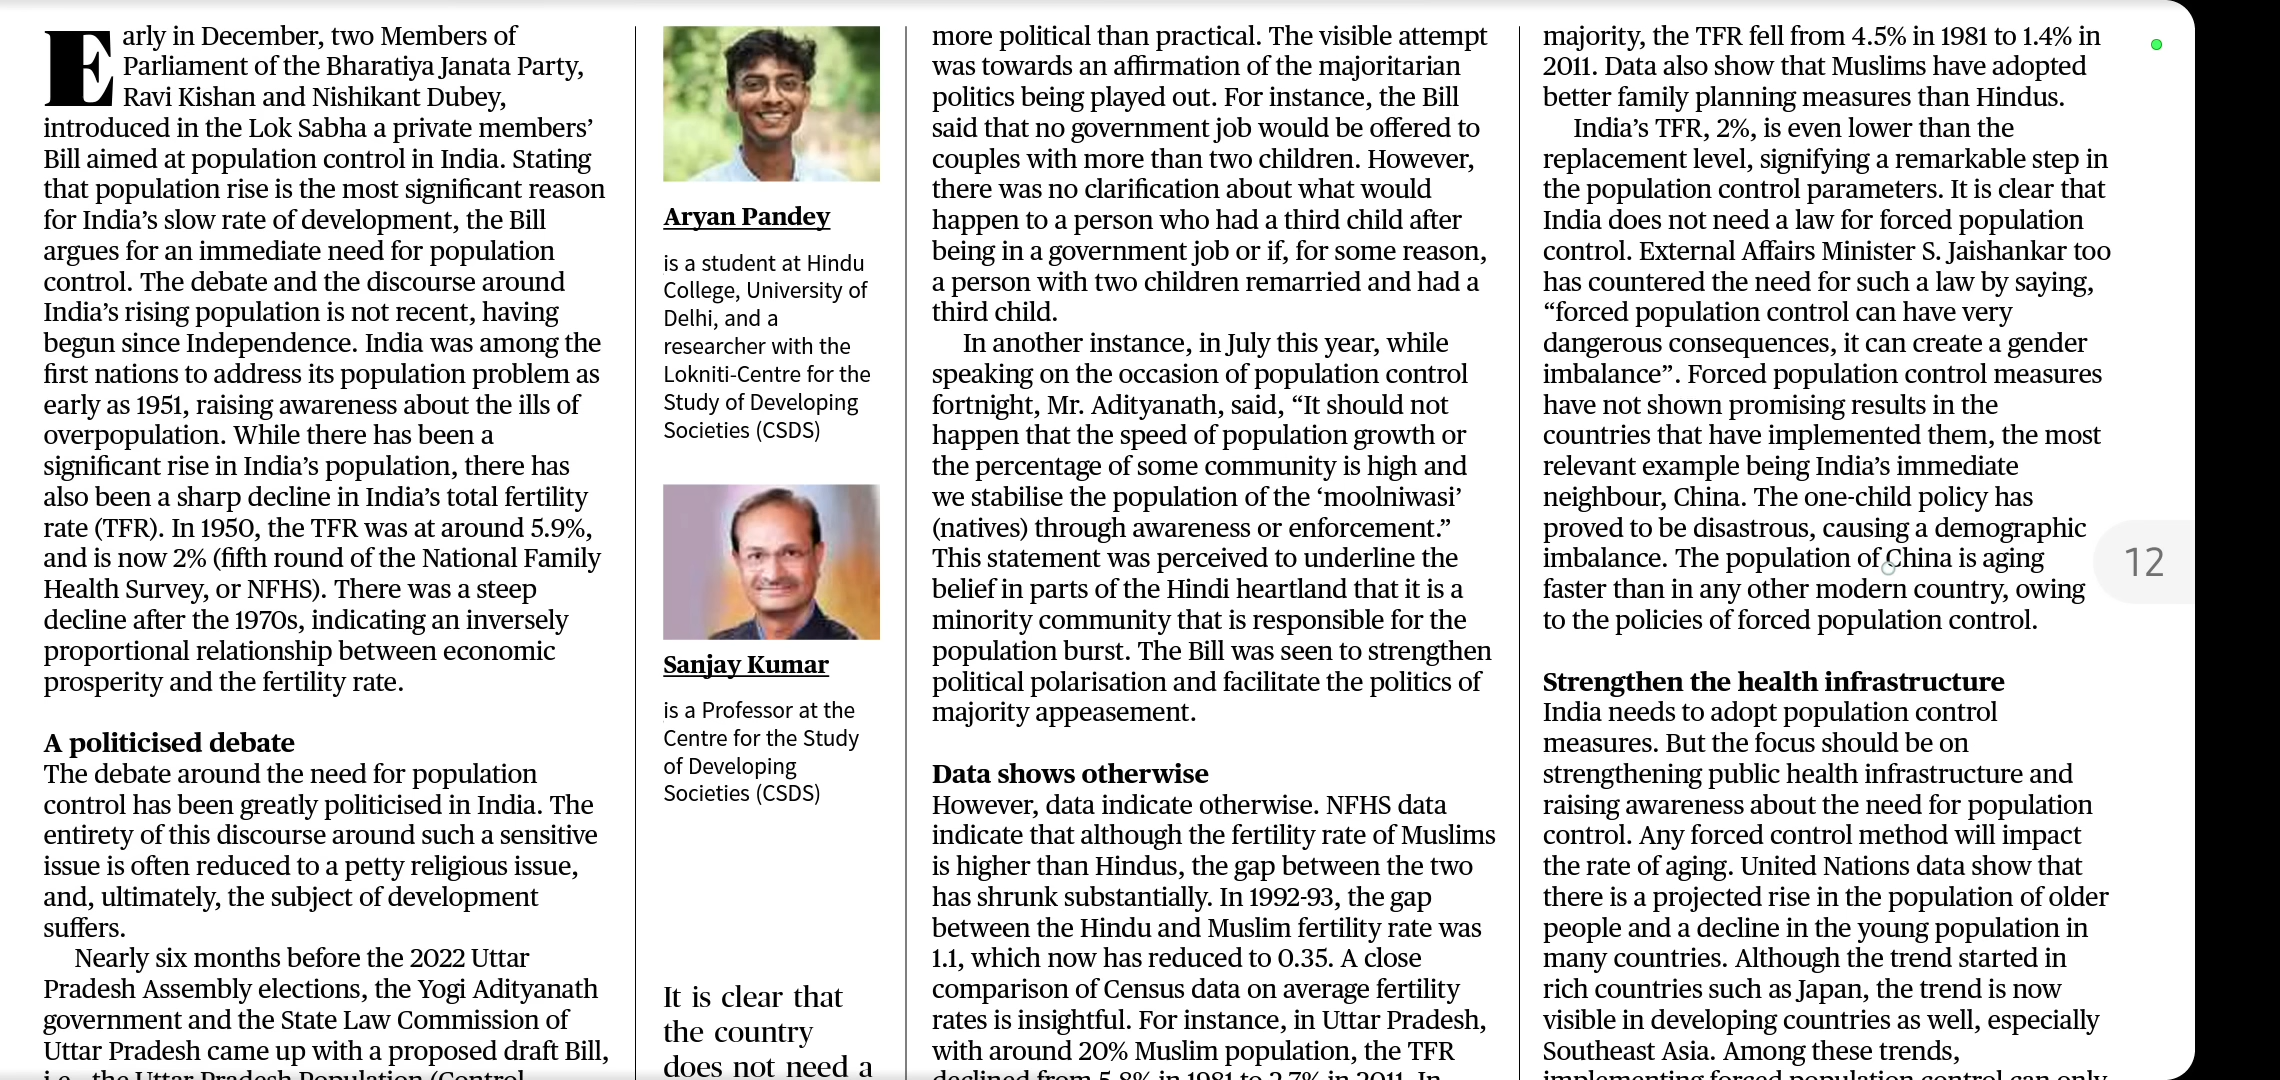 Early in December, two Members of
Parliament of the Bharatiya Janata Party,
Ravi Kishan and Nishikant Dubey,
introduced in the Lok Sabha a private members’
Bill aimed at population control in India. Stating
that population rise is the most significant reason
for India’s slow rate of development, the Bill
argues for an immediate need for population
control. The debate and the discourse around
India’s rising population is not recent, having
begun since Independence. India was among the
first nations to address its population problem as
early as 1951, raising awareness about the ills of
overpopulation. While there has been a
significant rise in India’s population, there has
also been a sharp decline in India’s total fertility
rate (TFR). In 1950, the TFR was at around 5.9%,
and is now 2% (fifth round of the National Family
Health Survey, or NFHS). There was a steep
decline after the 1970s, indicating an inversely
proportional relationship between economic
prosperity and the fertility rate.
A politicised debate
The debate around the need for population
control has been greatly politicised in India. The
entirety of this discourse around such a sensitive
issue is often reduced to a petty religious issue,
and, ultimately, the subject of development
suffers.
Nearly six months before the 2022 Uttar
Pradesh Assembly elections, the Yogi Adityanath
government and the State Law Commission of
Uttar Pradesh came up with a proposed draft Bill,
i.e., the Uttar Pradesh Population (Control,
Aryan Pandey
is a student at Hindu
College, University of
Delhi, and a
researcher with the
Lokniti-Centre for the
Study of Developing
Societies (CSDS)
Sanjay Kumar
is a Professor at the
Centre for the Study
of Developing
Societies (CSDS)
It is clear that
the country
does not need a
more political than practical. The visible attempt
was towards an affirmation of the majoritarian
politics being played out. For instance, the Bill
said that no government job would be offered to
couples with more than two children. However,
there was no clarification about what would
happen to a person who had a third child after
being in a government job or if, for some reason,
a person with two children remarried and had a
third child.
In another instance, in July this year, while
speaking on the occasion of population control
fortnight, Mr. Adityanath, said, “It should not
happen that the speed of population growth or
the percentage of some community is high and
we stabilise the population of the ‘moolniwasi’
(natives) through awareness or enforcement.”
This statement was perceived to underline the
belief in parts of the Hindi heartland that it is a
minority community that is responsible for the
population burst. The Bill was seen to strengthen
political polarisation and facilitate the politics of
majority appeasement.
Data shows otherwise
However, data indicate otherwise. NFHS data
indicate that although the fertility rate of Muslims
is higher than Hindus, the gap between the two
has shrunk substantially. In 1992-93, the gap
between the Hindu and Muslim fertility rate was
1.1, which now has reduced to 0.35. A close
comparison of Census data on average fertility
rates is insightful. For instance, in Uttar Pradesh,
with around 20% Muslim population, the TFR
declined from 5.8% in 1981 to 2.7% in 2011. In
majority, the TFR fell from 4.5% in 1981 to 1.4% in
2011. Data also show that Muslims have adopted
better family planning measures than Hindus.
India’s TFR, 2%, is even lower than the
replacement level, signifying a remarkable step in
the population control parameters. It is clear that
India does not need a law for forced population
control. External Affairs Minister S. Jaishankar too
has countered the need for such a law by saying,
“forced population control can have very
dangerous consequences, it can create a gender
imbalance”. Forced population control measures
have not shown promising results in the
countries that have implemented them, the most
relevant example being India’s immediate
neighbour, China. The one-child policy has
proved to be disastrous, causing a demographic
imbalance. The population of China is aging
faster than in any other modern country, owing
to the policies of forced population control.
Strengthen the health infrastructure
India needs to adopt population control
measures. But the focus should be on
strengthening public health infrastructure and
raising awareness about the need for population
control. Any forced control method will impact
the rate of aging. United Nations data show that
there is a projected rise in the population of older
people and a decline in the young population in
many countries. Although the trend started in
rich countries such as Japan, the trend is now
visible in developing countries as well, especially
Southeast Asia. Among these trends,
implementing forced population control can only
12